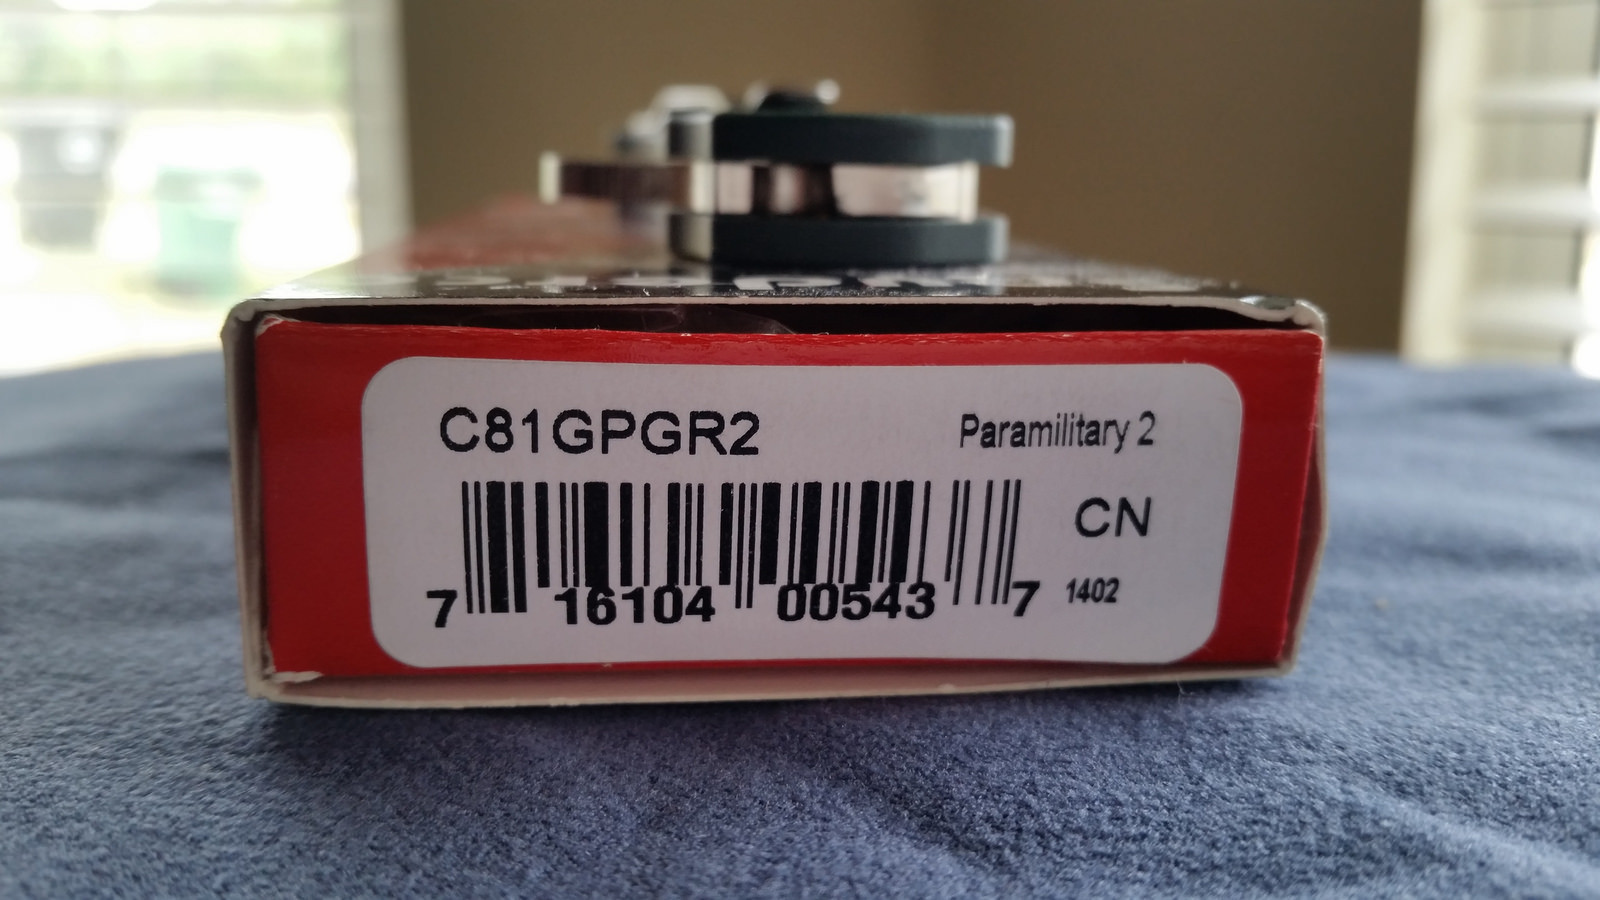 C81GPGR2
Paramilitary 2
CN
7 16104 00543 7
1402